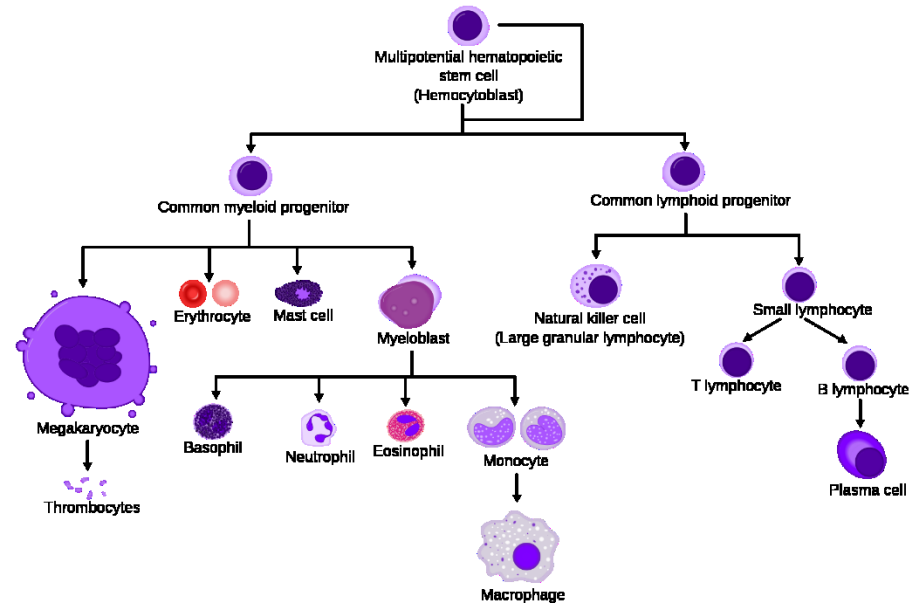 Multipotential hematopoietic
stem cell
(Hemocytoblast)
Common myeloid progenitor
Common lymphoid progenitor
Erythrocyte
Mast cell
Myeloblast
Natural killer cell
(Large granular lymphocyte)
Small lymphocyte
T lymphocyte
B lymphocyte
Megakaryocyte
Basophil
Neutrophil
Eosinophil
Monocyte
Plasma cell
Thrombocytes
Macrophage